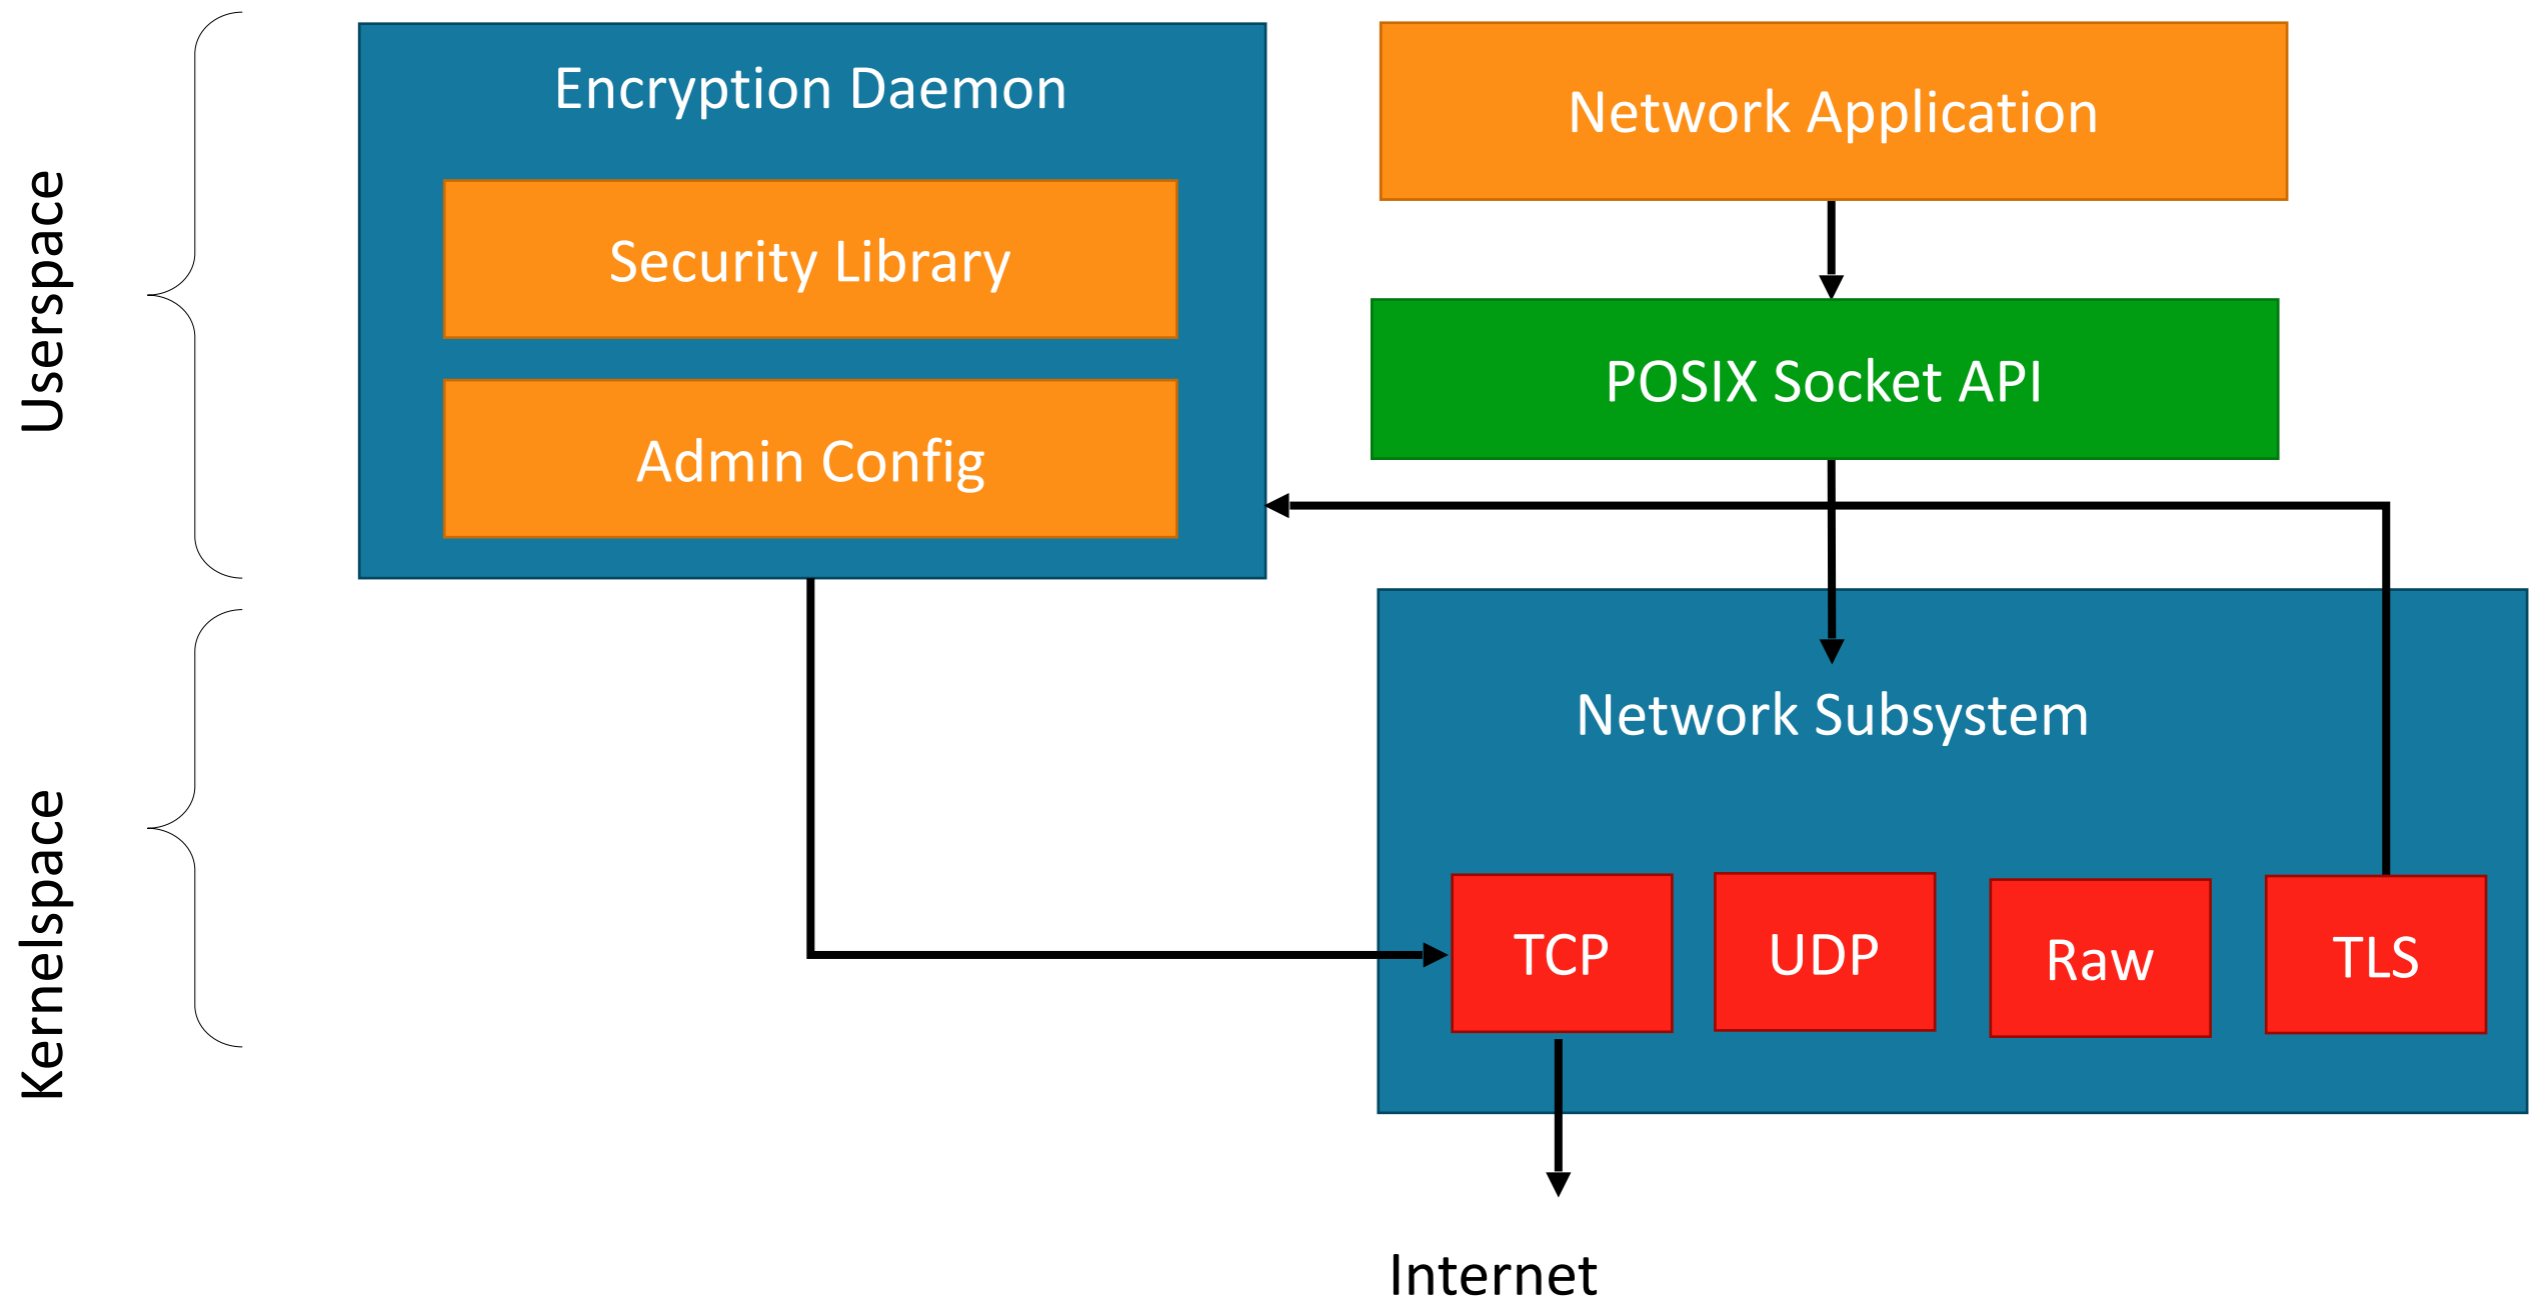 Userspace
Encryption Daemon
Security Library
Admin Config
Network Application
POSIX Socket API
Kernelspace
Network Subsystem
TCP
UDP
Raw
TLS
Internet